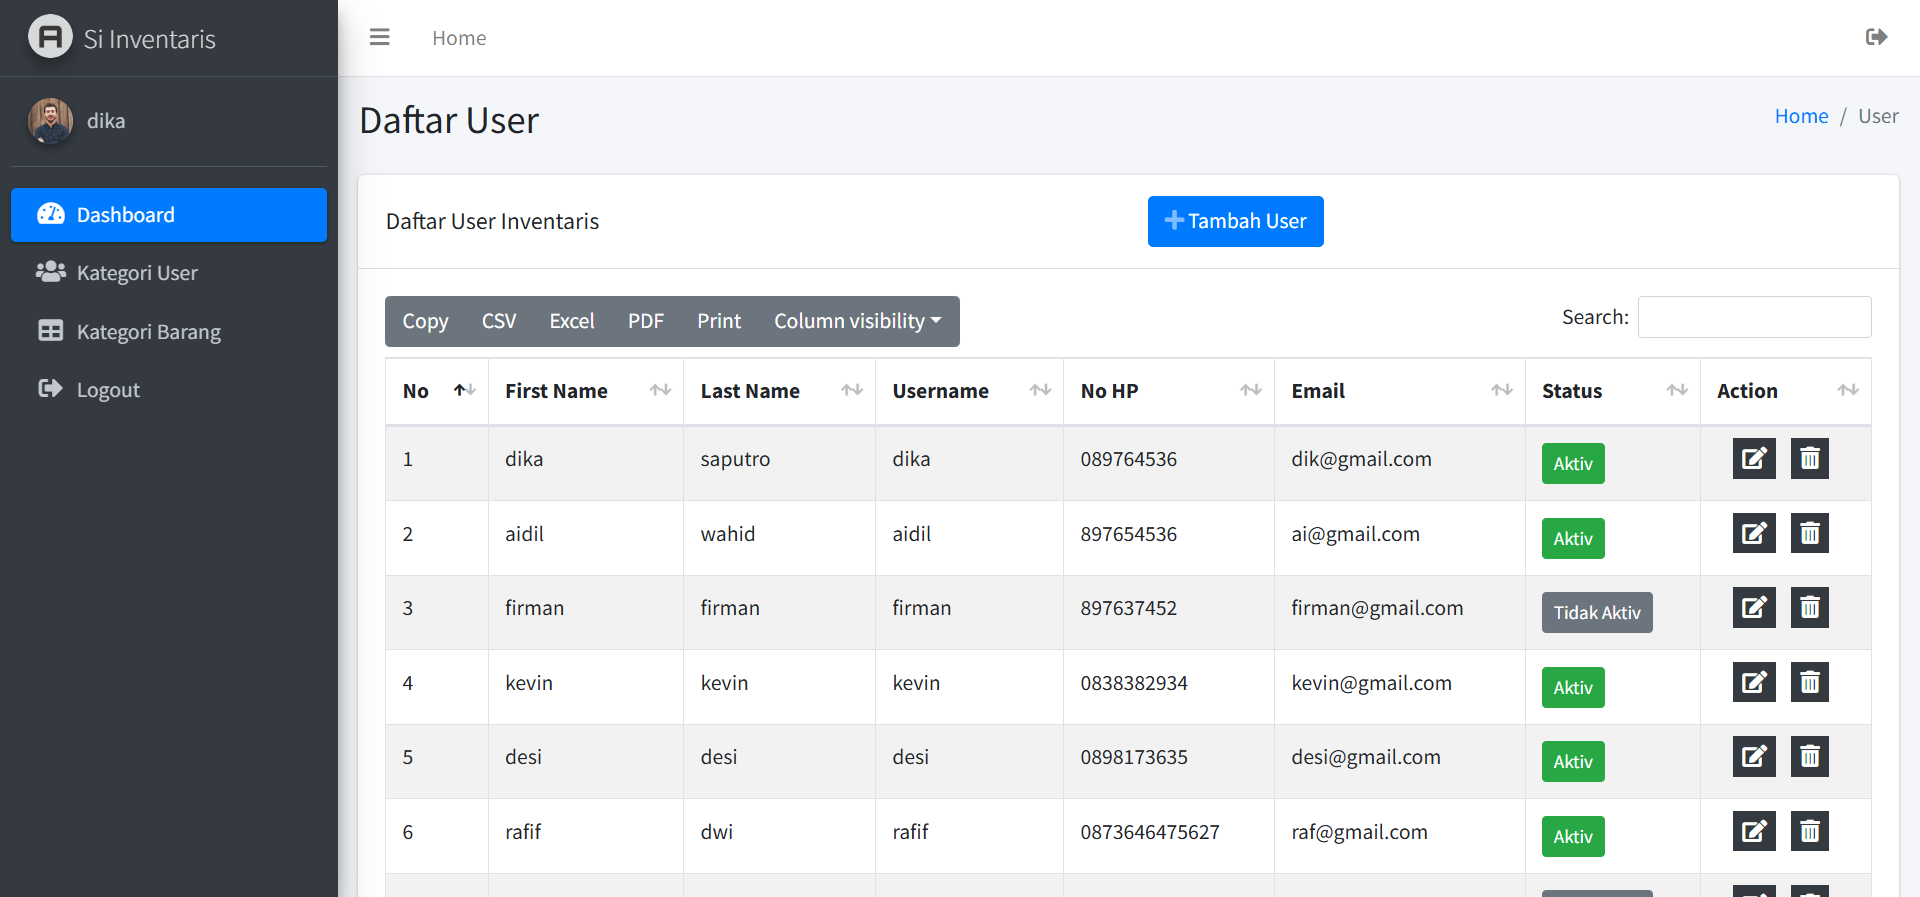 Si Inventaris
Home
dika
Daftar User
Home / User
Dashboard
Kategori User
Kategori Barang
Logout
Daftar User Inventaris
Tambah User
Copy CSV Excel PDF Print Column visibility
Search:
No First Name Last Name Username No HP Email Status Action
1 dika saputro dika 089764536 dik@gmail.com Aktiv
2 aidil wahid aidil 897654536 ai@gmail.com Aktiv
3 firman firman firman 897637452 firman@gmail.com Tidak Aktiv
4 kevin kevin kevin 0838382934 kevin@gmail.com Aktiv
5 desi desi desi 0898173635 desi@gmail.com Aktiv
6 rafif dwi rafif 0873646475627 raf@gmail.com Aktiv